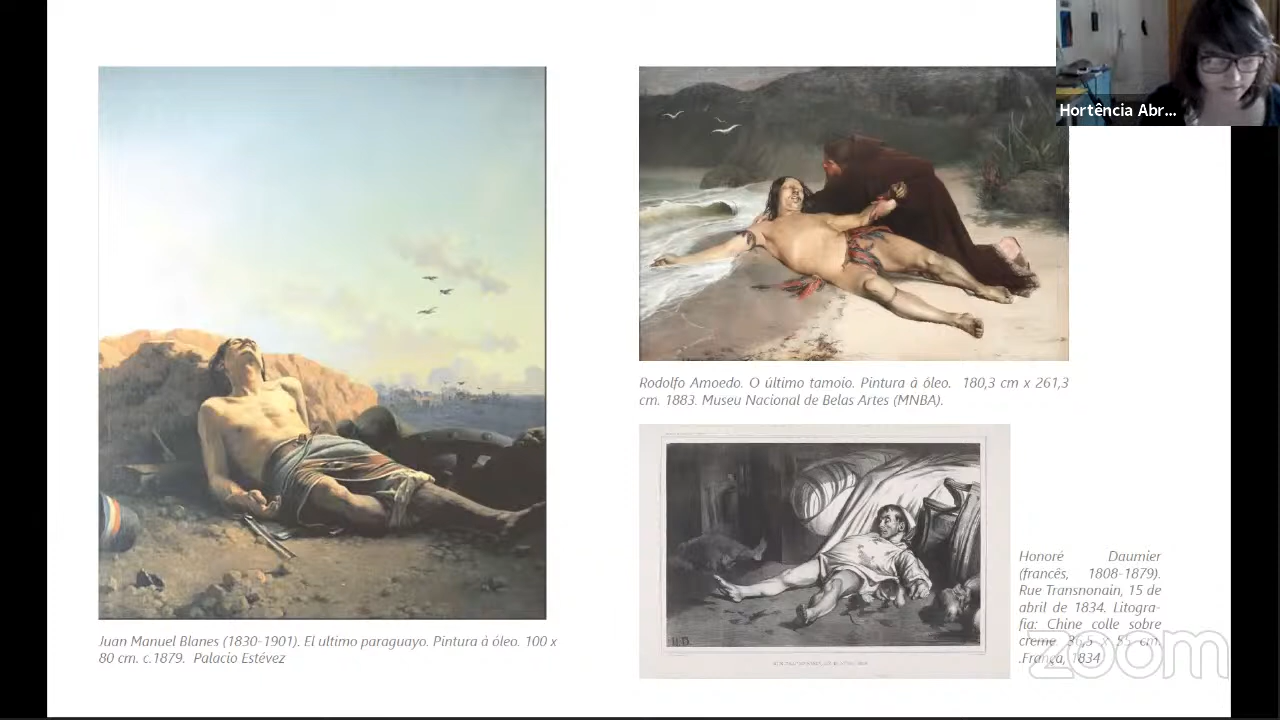 Hortência Abr...
Juan Manuel Blanes (1830-1901). El ultimo paraguayo. Pintura à óleo. 100 x
80 cm. c.1879. Palacio Estévez
Rodolfo Amoedo. O último tamoio. Pintura à óleo. 180,3 cm x 261,3
cm. 1883. Museu Nacional de Belas Artes (MNBA).
Honoré Daumier
(francês, 1808-1879).
Rue Transnonain, 15 de
abril de 1834. Litogra-
fia: Chine colle sobre
creme cm.
.França, 1834
zoom
H.D.